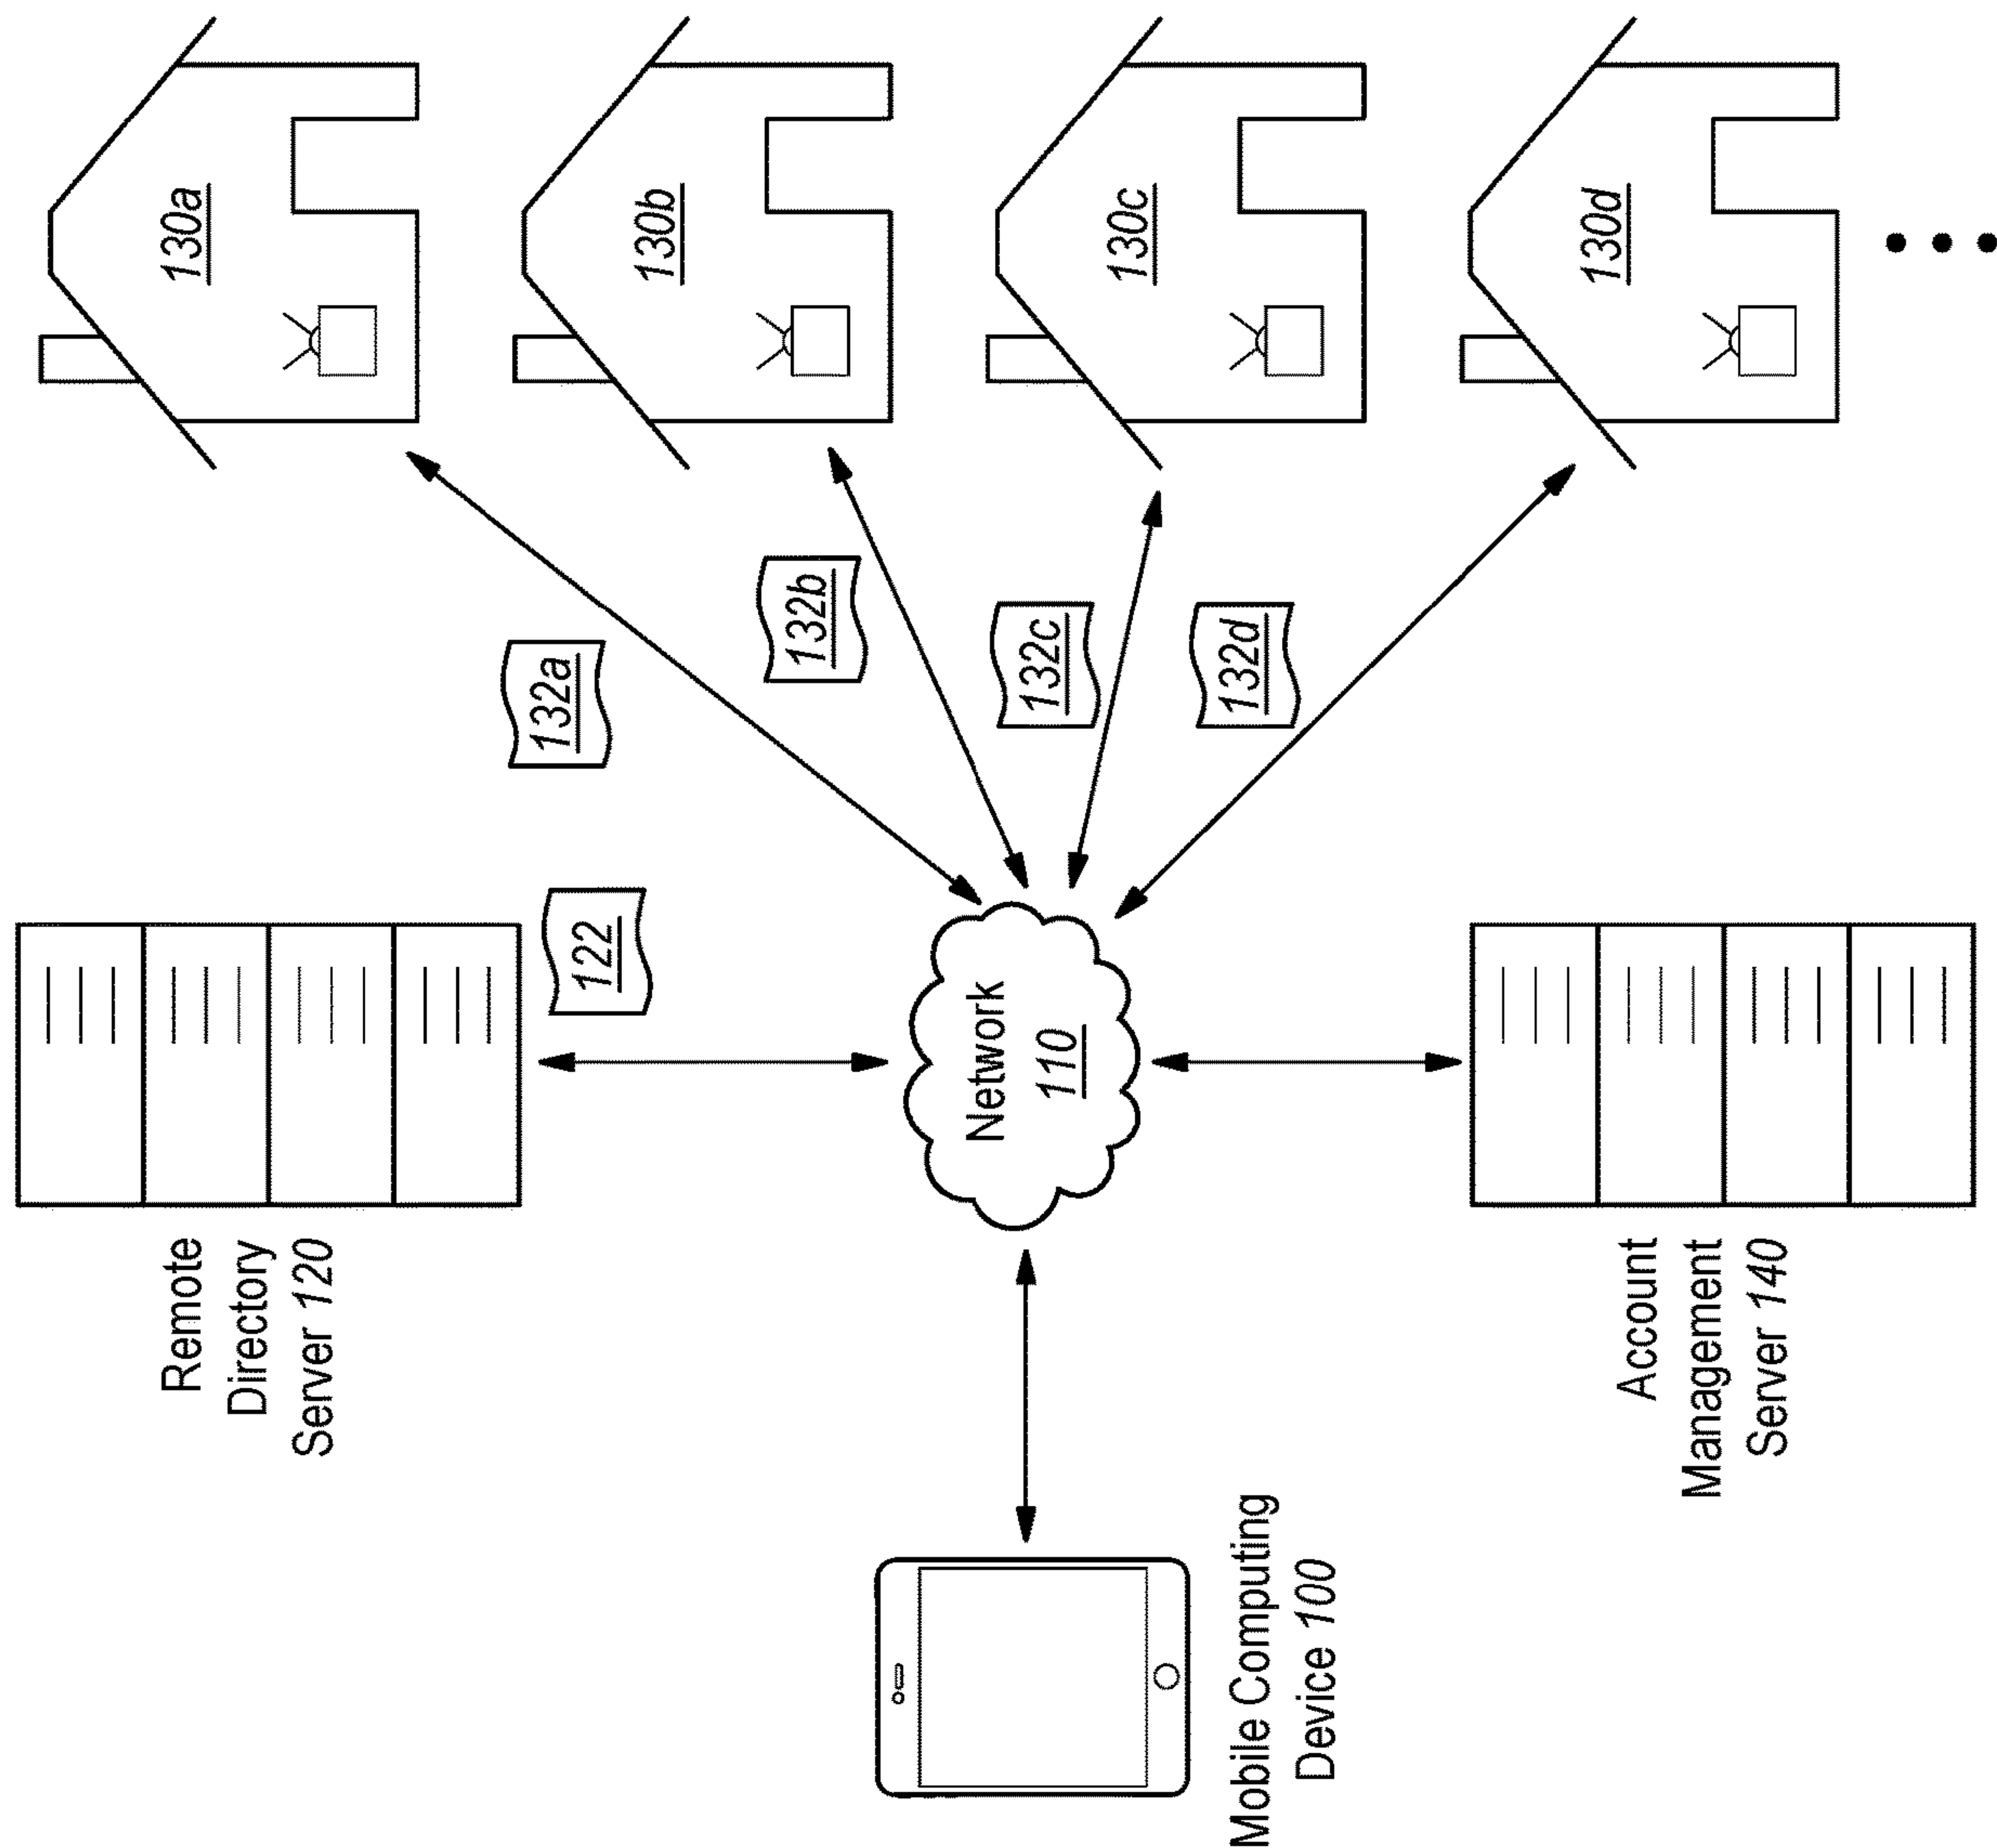 Remote
Directory
Server 120
122
132a
132b
132c
132d
130a
130b
130c
130d
Network
110
Mobile Computing
Device 100
Account
Management
Server 140